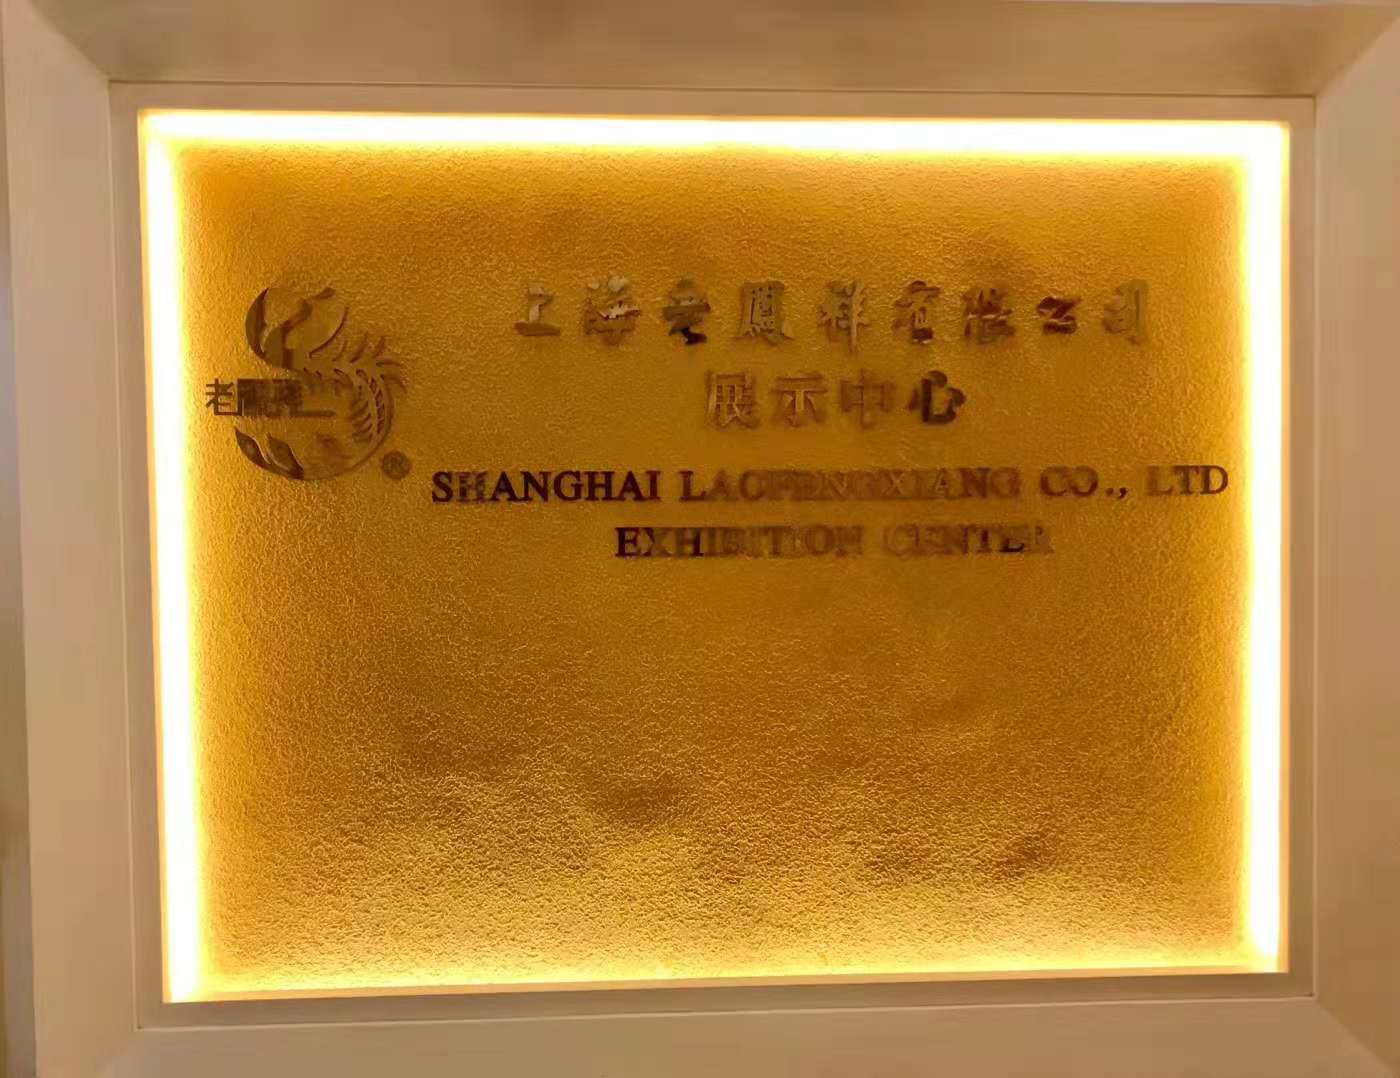 上海老鳳祥有限公司
展示中心
老鳳祥
®
SHANGHAI LAOFENGXIANG CO., LTD
EXHIBITION CENTER